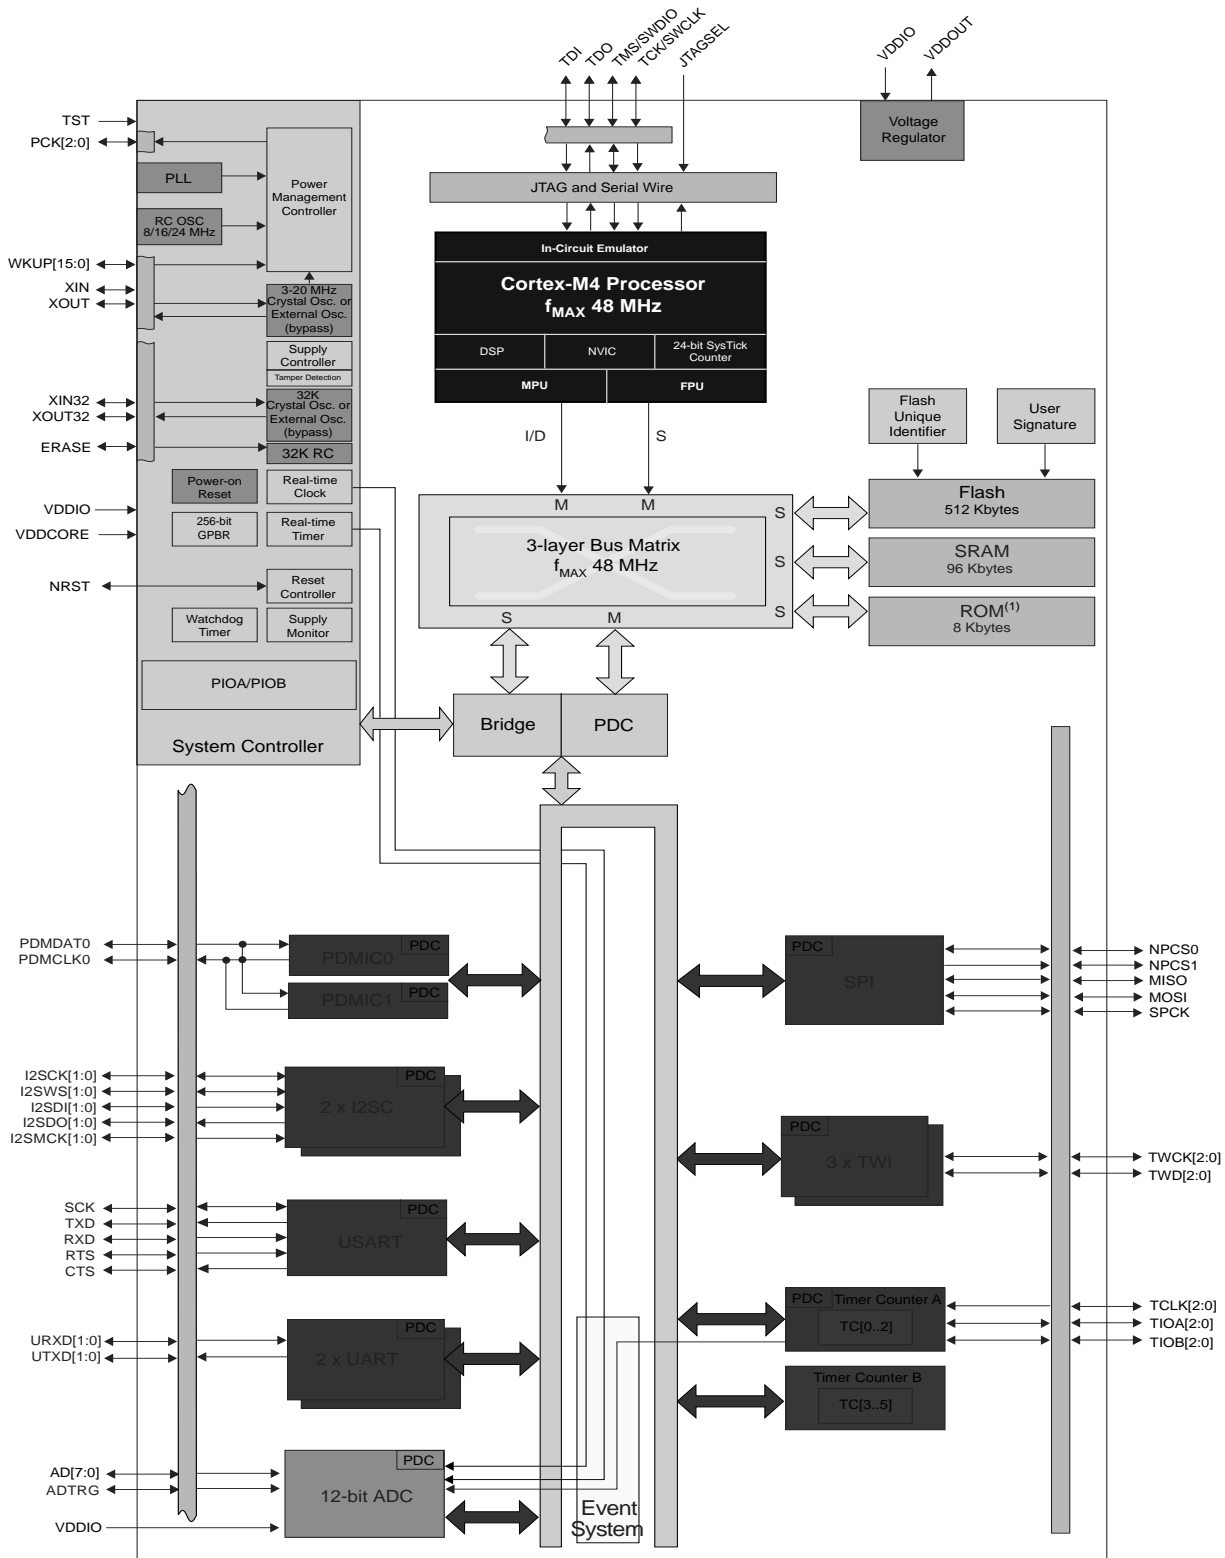 TDI
TDO
TMS/SWDIO
TCK/SWCLK
JTAGSEL
VDDIO
VDDOUT
TST
PCK[2:0]
PLL
RC OSC
8/16/24 MHz
Power
Management
Controller
Voltage
Regulator
JTAG and Serial Wire
In-Circuit Emulator
Cortex-M4 Processor
fMAX 48 MHz
DSP
NVIC
24-bit SysTick
Counter
MPU
FPU
WKUP[15:0]
XIN
XOUT
3-20 MHz
Crystal Osc. or
External Osc.
(bypass)
Supply
Controller
Tamper Detection
XIN32
XOUT32
32K
Crystal Osc. or
External Osc.
(bypass)
ERASE
32K RC
I/D
S
Flash
Unique
Identifier
User
Signature
Power-on
Reset
Real-time
Clock
VDDIO
VDDCORE
256-bit
GPBR
Real-time
Timer
M
M
S
3-layer Bus Matrix
fMAX 48 MHz
S
S
S
M
Flash
512 Kbytes
SRAM
96 Kbytes
ROM(1)
8 Kbytes
NRST
Reset
Controller
Watchdog
Timer
Supply
Monitor
PIOA/PIOB
System Controller
Bridge
PDC
PDMDAT0
PDMCLK0
PDC
PDMIC0
PDC
PDMIC1
PDC
SPI
NPCS0
NPCS1
MISO
MOSI
SPCK
I2SCK[1:0]
I2SWS[1:0]
I2SDI[1:0]
I2SDO[1:0]
I2SMCK[1:0]
PDC
2 x I2SC
PDC
3 x TWI
TWCK[2:0]
TWD[2:0]
SCK
TXD
RXD
RTS
CTS
PDC
USART
PDC
Timer Counter A
TC[0..2]
TCLK[2:0]
TIOA[2:0]
TIOB[2:0]
URXD[1:0]
UTXD[1:0]
PDC
2 x UART
Timer Counter B
TC[3..5]
AD[7:0]
ADTRG
VDDIO
PDC
12-bit ADC
Event
System